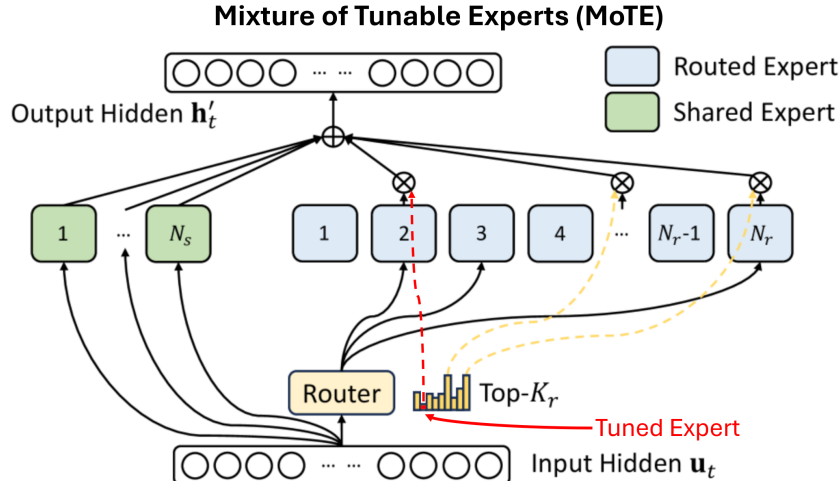 Mixture of Tunable Experts (MoTE)
... ...
Routed Expert
Output Hidden h′ₜ
Shared Expert
1 ... Nₛ 1 2 3 4 ... Nᵣ-1 Nᵣ
Router
Top-Kᵣ
Tuned Expert
... ...
Input Hidden uₜ